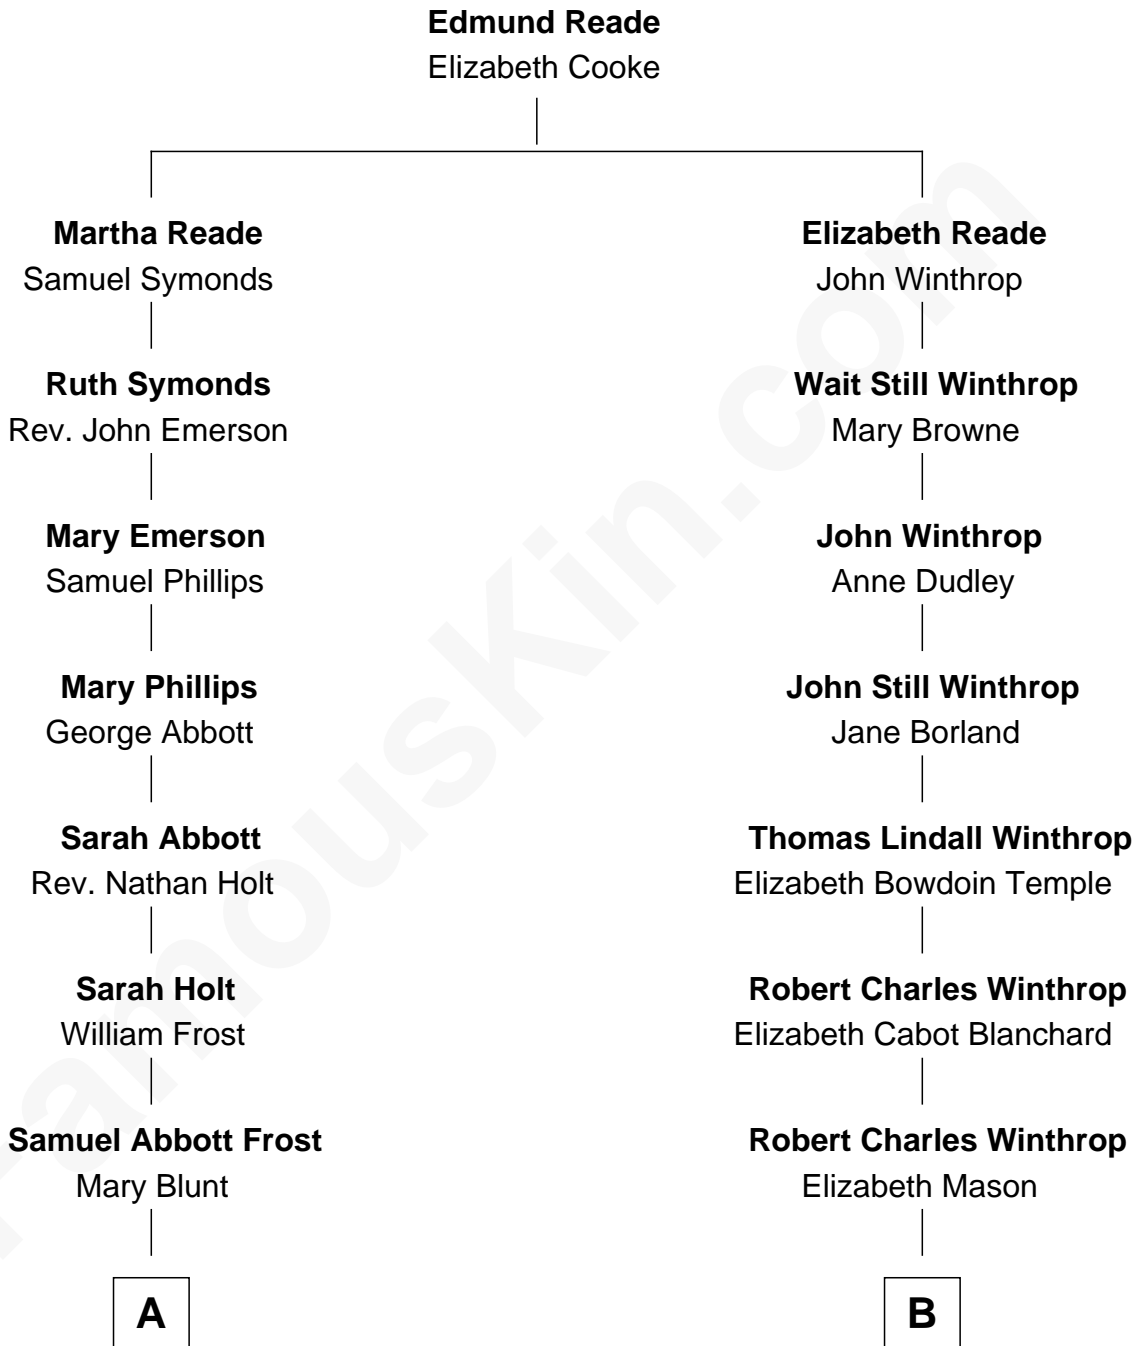 Edmund Reade
Elizabeth Cooke
Martha Reade
Samuel Symonds
Ruth Symonds
Rev. John Emerson
Mary Emerson
Samuel Phillips
Mary Phillips
George Abbott
Sarah Abbott
Rev. Nathan Holt
Sarah Holt
William Frost
Samuel Abbott Frost
Mary Blunt
A
Elizabeth Reade
John Winthrop
Wait Still Winthrop
Mary Browne
John Winthrop
Anne Dudley
John Still Winthrop
Jane Borland
Thomas Lindall Winthrop
Elizabeth Bowdoin Temple
Robert Charles Winthrop
Elizabeth Cabot Blanchard
Robert Charles Winthrop
Elizabeth Mason
B
FamousKin.com